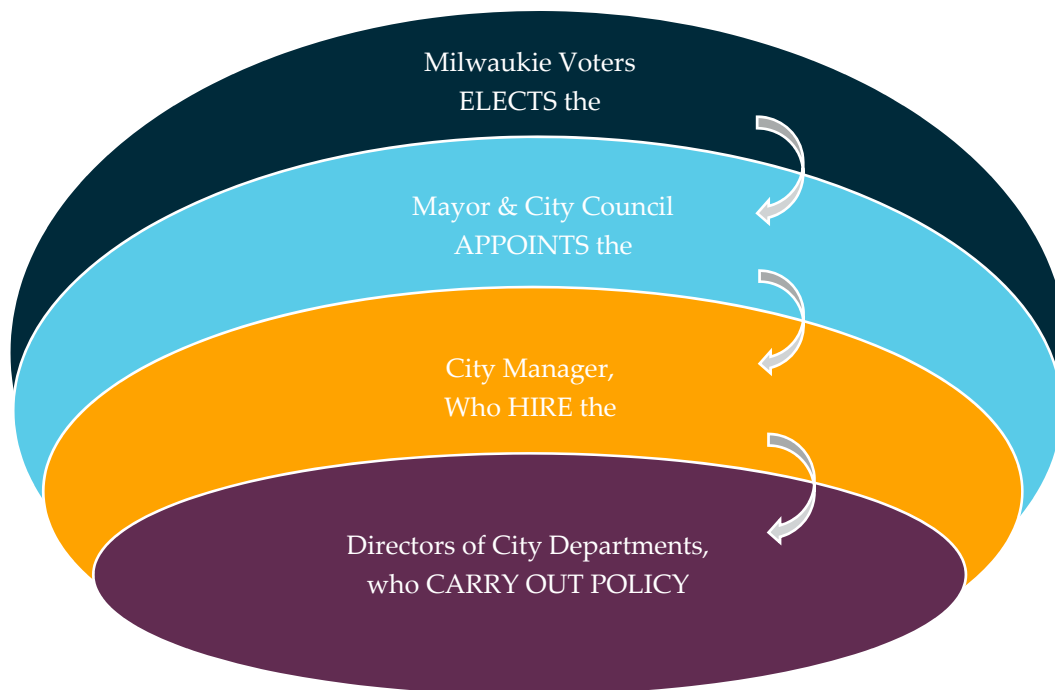 Milwaukie Voters
ELECTS the
Mayor & City Council
APPOINTS the
City Manager,
Who HIRE the
Directors of City Departments,
who CARRY OUT POLICY